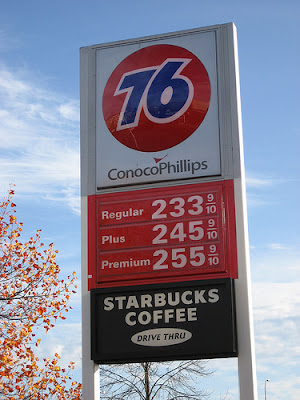 76
ConocoPhillips
Regular 233 9/10
Plus 245 9/10
Premium 255 9/10
STARBUCKS
COFFEE
DRIVE THRU